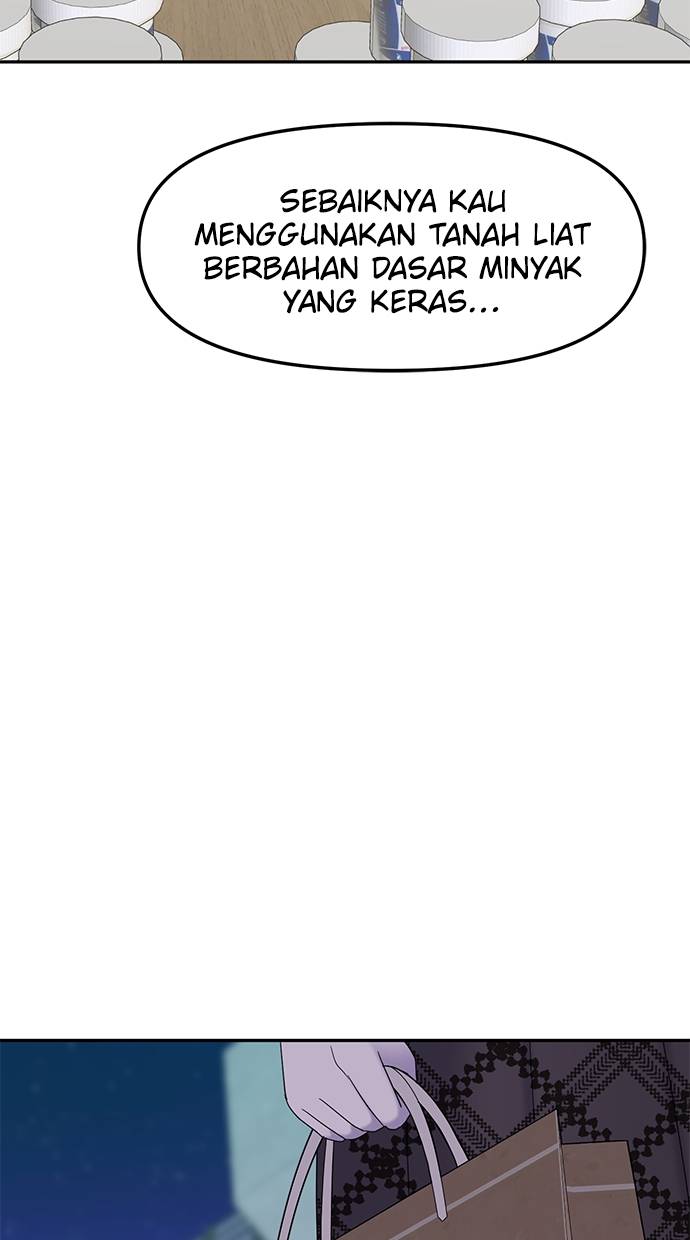 SEBAIKNYA KAU
MENGGUNAKAN TANAH LIAT
BERBAHAN DASAR MINYAK
YANG KERAS...